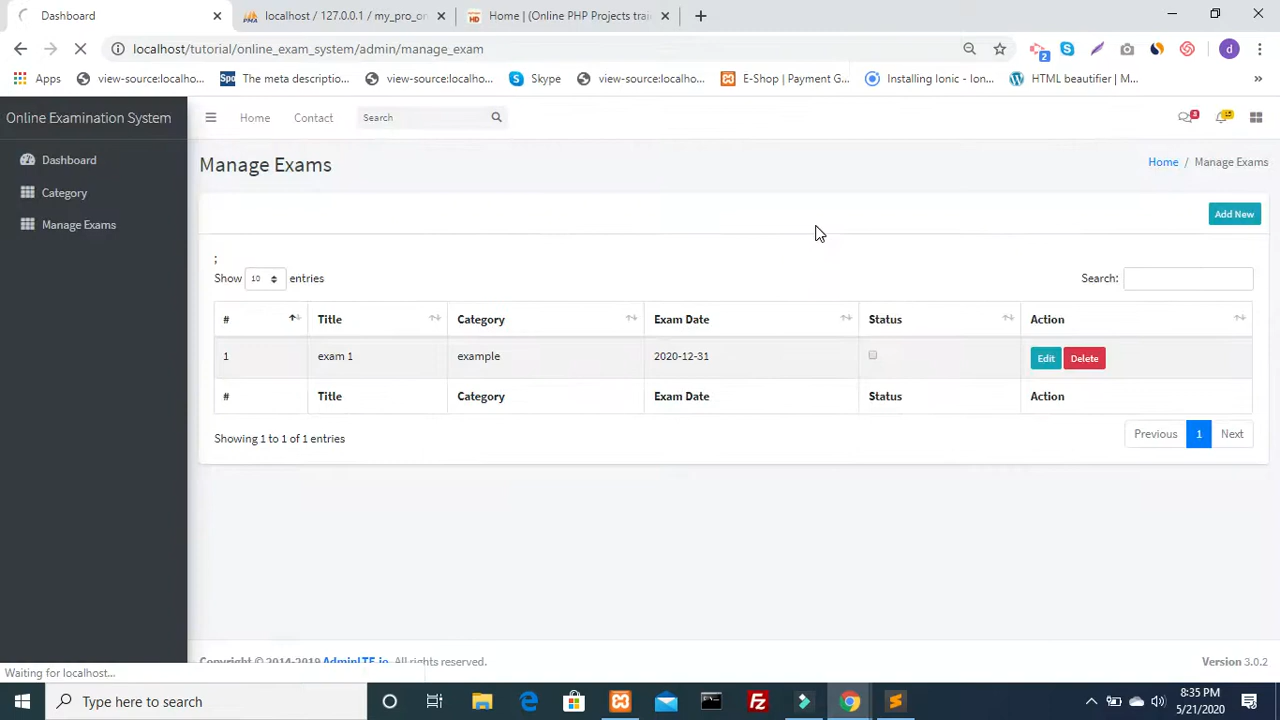 Dashboard
localhost / 127.0.0.1 / my_pro_on
Home | (Online PHP Projects trai
localhost/tutorial/online_exam_system/admin/manage_exam
2
d
Apps
view-source:localho...
Spo
The meta descriptio...
view-source:localho...
Skype
view-source:localho...
E-Shop | Payment G...
Installing Ionic - Ion...
HTML beautifier | M...
»
Online Examination System
Home
Contact
Search
Dashboard
Category
Manage Exams
Manage Exams
Home / Manage Exams
Add New
;
Show 10 entries
Search:
# Title Category Exam Date Status Action
1 exam 1 example 2020-12-31 Edit Delete
# Title Category Exam Date Status Action
Showing 1 to 1 of 1 entries
Previous 1 Next
Copyright © 2014-2019 AdminLTE.io. All rights reserved.
Version 3.0.2
Waiting for localhost...
Type here to search
8:35 PM
5/21/2020